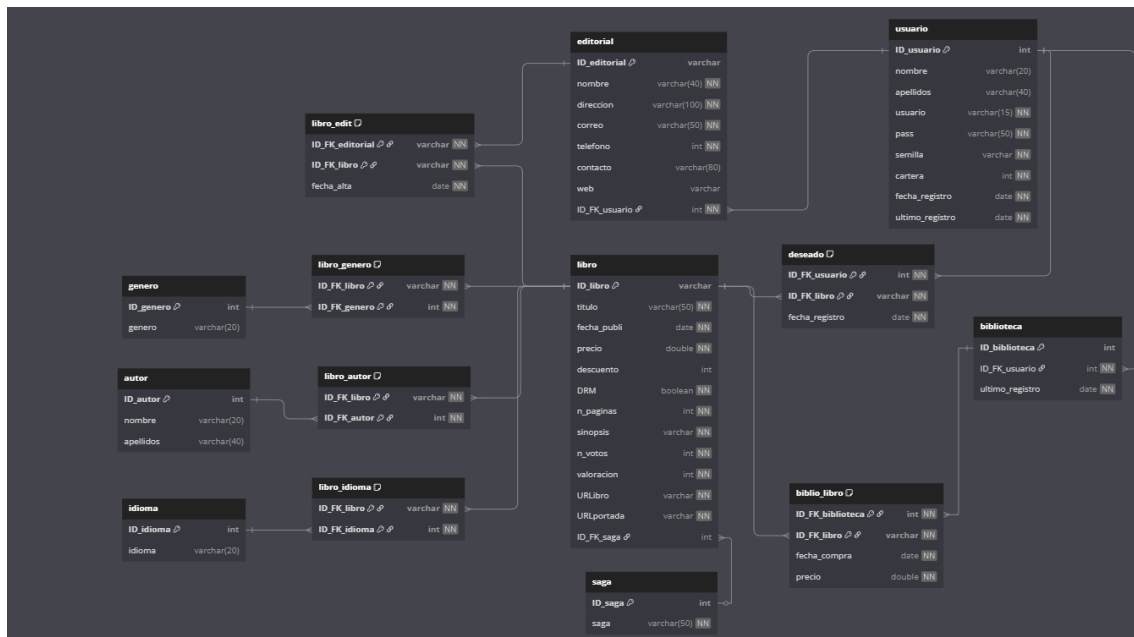 usuario
ID_usuario int
nombre varchar(20)
apellidos varchar(40)
usuario varchar(15) NN
pass varchar(50) NN
semilla varchar NN
cartera int NN
fecha_registro date NN
ultimo_registro date NN
editorial
ID_editorial varchar
nombre varchar(40) NN
direccion varchar(100) NN
correo varchar(50) NN
telefono int NN
contacto varchar(80)
web varchar
ID_FK_usuario int NN
libro_edit
ID_FK_editorial varchar NN
ID_FK_libro varchar NN
fecha_alta date NN
deseado
ID_FK_usuario int NN
ID_FK_libro varchar NN
fecha_registro date NN
libro_genero
ID_FK_libro varchar NN
ID_FK_genero int NN
libro
ID_libro varchar
titulo varchar(50) NN
fecha_publi date NN
precio double NN
descuento int
DRM boolean NN
n_paginas int NN
sinopsis varchar NN
n_votos int NN
valoracion int NN
URLibro varchar NN
URLportada varchar NN
ID_FK_saga int
genero
ID_genero int
genero varchar(20)
biblioteca
ID_biblioteca int
ID_FK_usuario int NN
ultimo_registro date NN
autor
ID_autor int
nombre varchar(20)
apellidos varchar(40)
libro_autor
ID_FK_libro varchar NN
ID_FK_autor int NN
libro_idioma
ID_FK_libro varchar NN
ID_FK_idioma int NN
idioma
ID_idioma int
idioma varchar(20)
biblio_libro
ID_FK_biblioteca int NN
ID_FK_libro varchar NN
fecha_compra date NN
precio double NN
saga
ID_saga int
saga varchar(50) NN